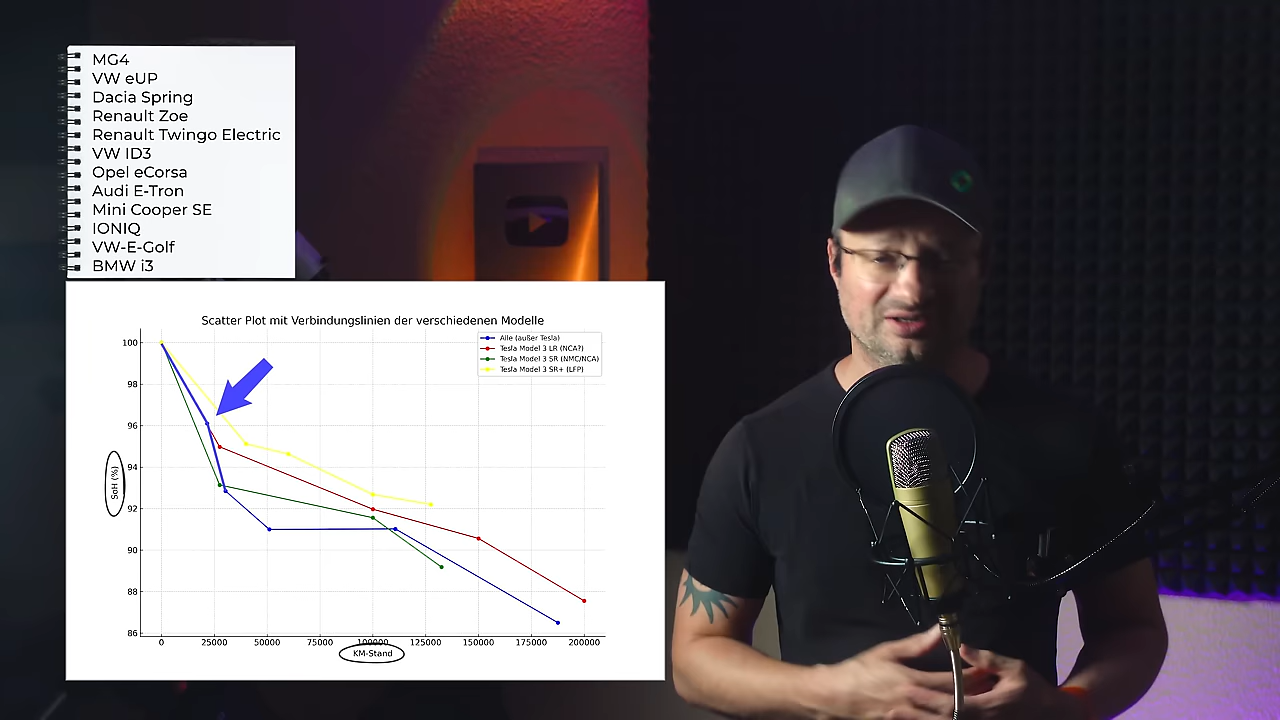 MG4
VW eUP
Dacia Spring
Renault Zoe
Renault Twingo Electric
VW ID3
Opel eCorsa
Audi E-Tron
Mini Cooper SE
IONIQ
VW-E-Golf
BMW i3
Scatter Plot mit Verbindungslinien der verschiedenen Modelle
Alle (außer Tesla)
Tesla Model 3 LR (NCA?)
Tesla Model 3 SR (NMC/NCA)
Tesla Model 3 SR+ (LFP)
100
98
96
94
92
90
88
86
SoH (%)
0 25000 50000 75000 100000 125000 150000 175000 200000
KM-Stand